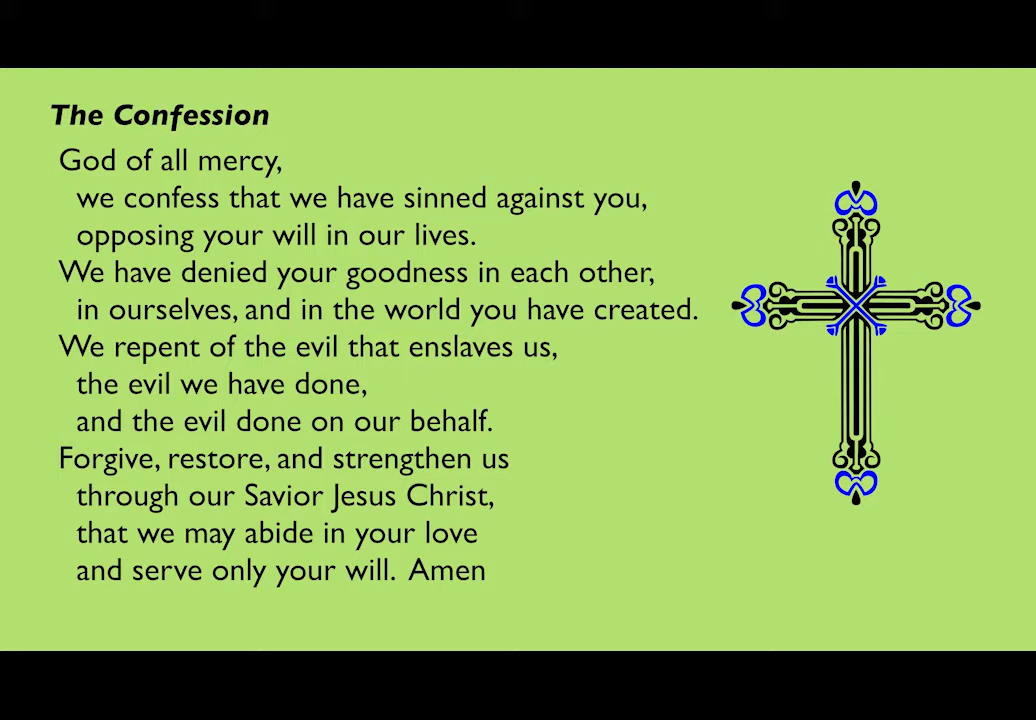 The Confession
God of all mercy,
we confess that we have sinned against you,
opposing your will in our lives.
We have denied your goodness in each other,
in ourselves, and in the world you have created.
We repent of the evil that enslaves us,
the evil we have done,
and the evil done on our behalf.
Forgive, restore, and strengthen us
through our Savior Jesus Christ,
that we may abide in your love
and serve only your will. Amen